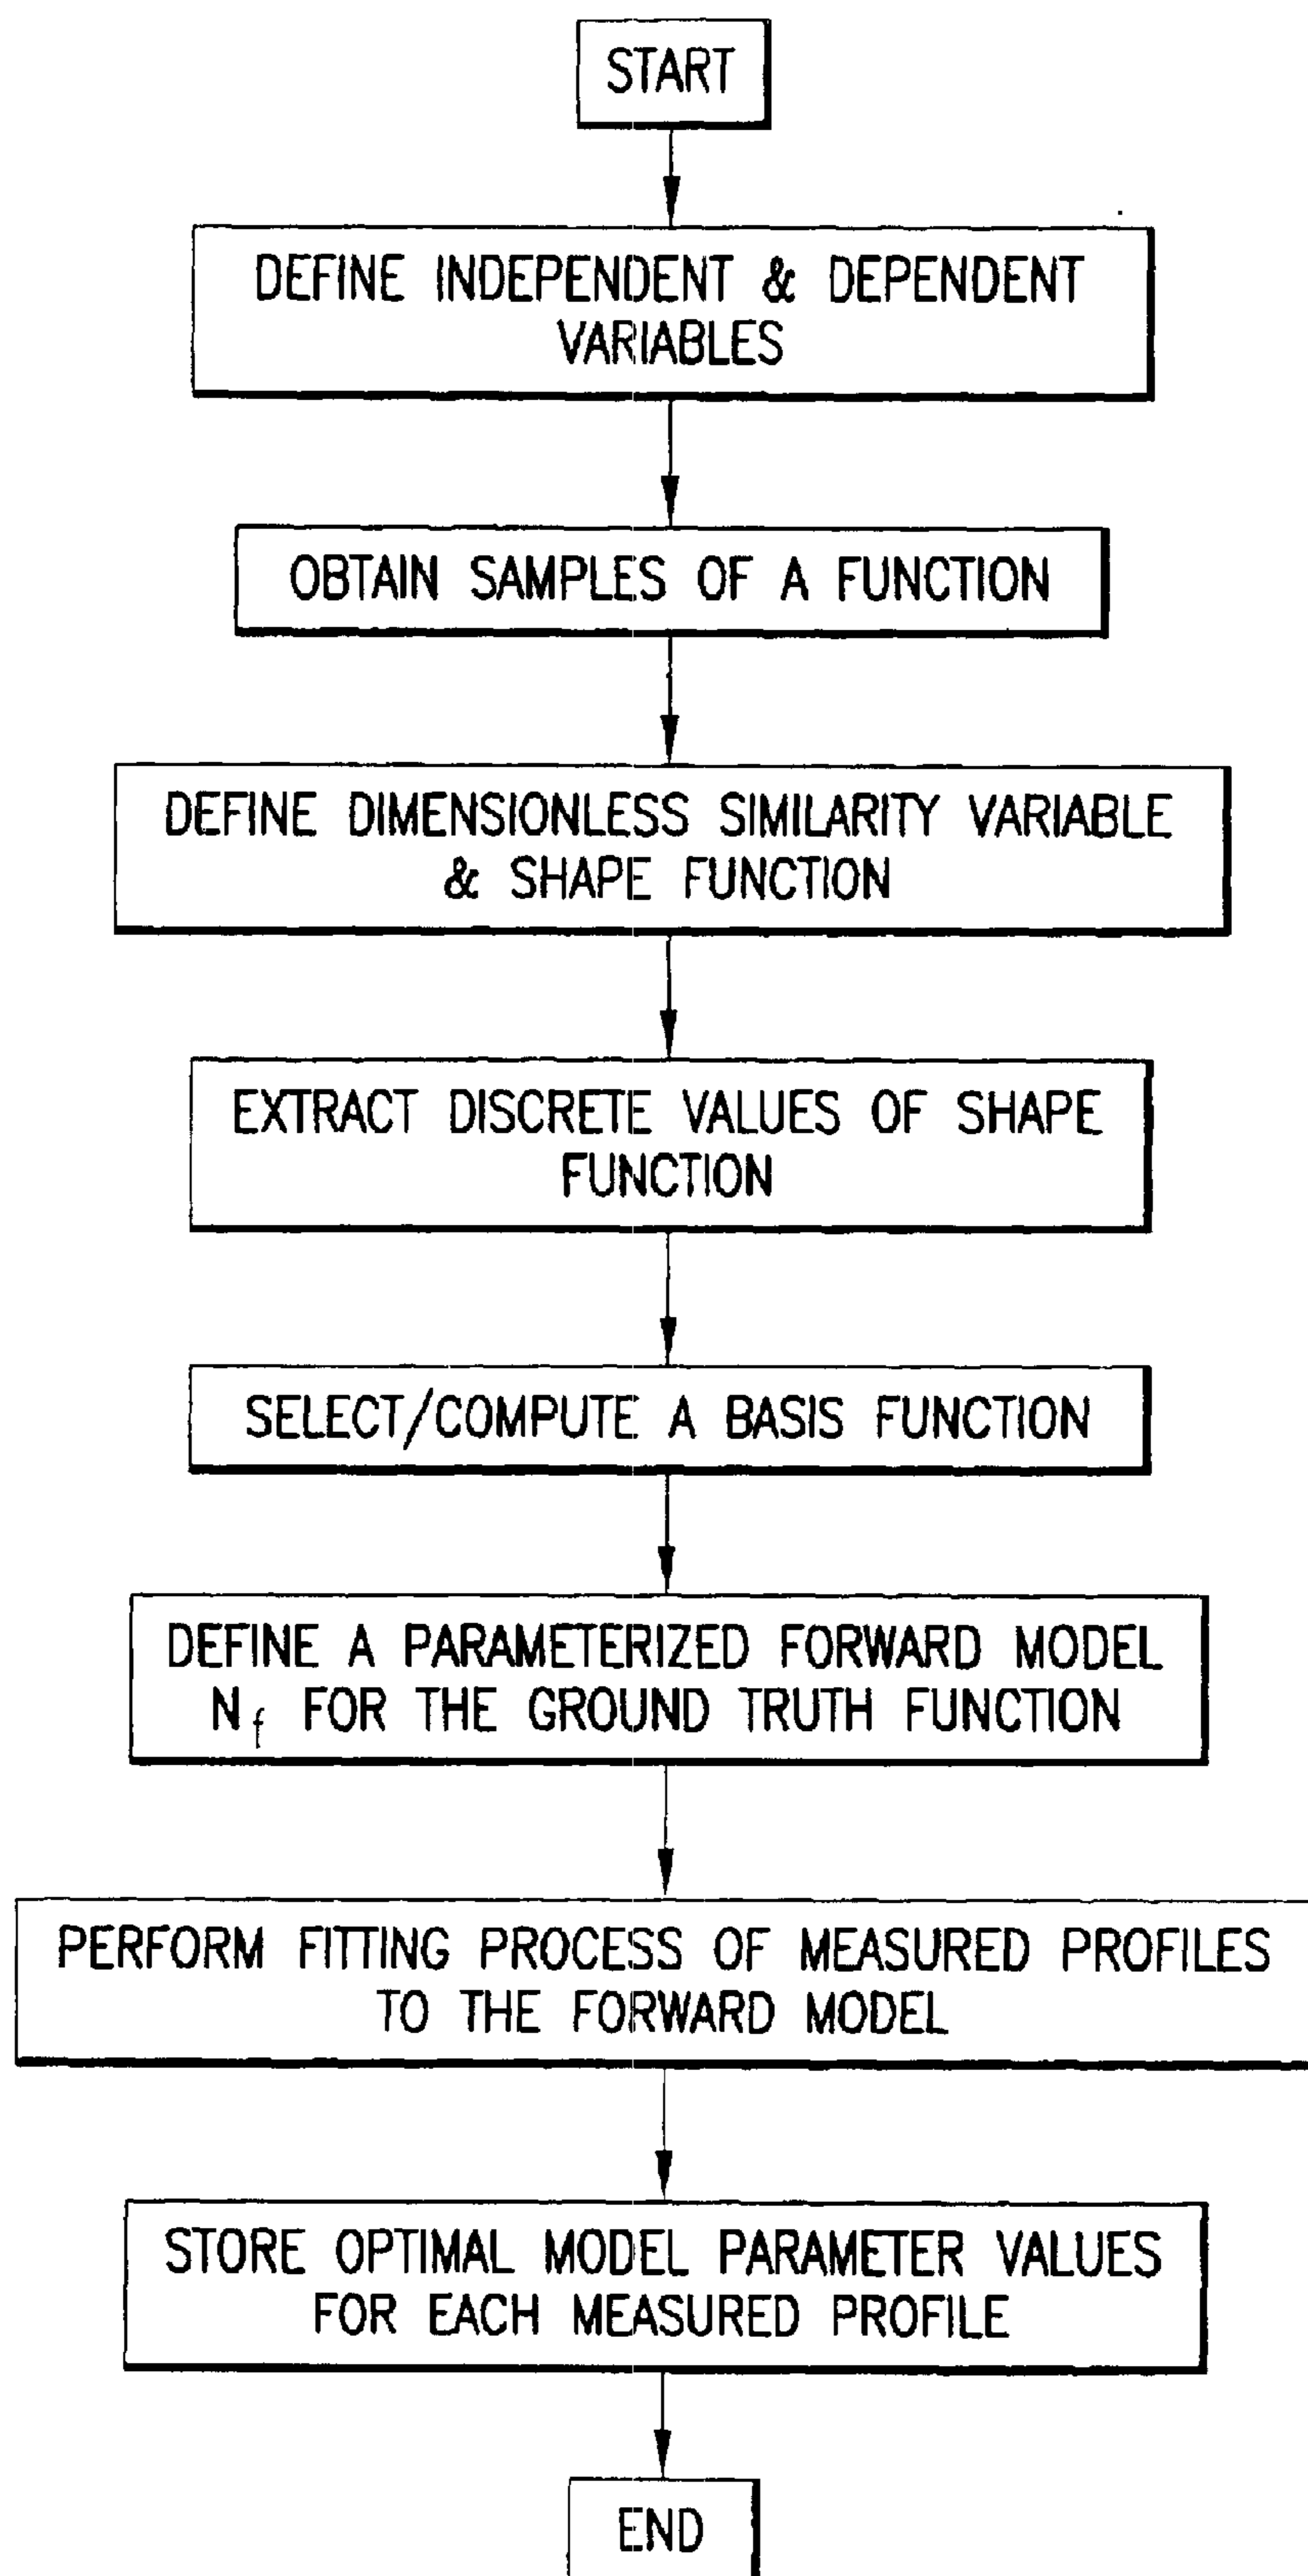 START
DEFINE INDEPENDENT & DEPENDENT
VARIABLES
OBTAIN SAMPLES OF A FUNCTION
DEFINE DIMENSIONLESS SIMILARITY VARIABLE
& SHAPE FUNCTION
EXTRACT DISCRETE VALUES OF SHAPE
FUNCTION
SELECT/COMPUTE A BASIS FUNCTION
DEFINE A PARAMETERIZED FORWARD MODEL
N f FOR THE GROUND TRUTH FUNCTION
PERFORM FITTING PROCESS OF MEASURED PROFILES
TO THE FORWARD MODEL
STORE OPTIMAL MODEL PARAMETER VALUES
FOR EACH MEASURED PROFILE
END